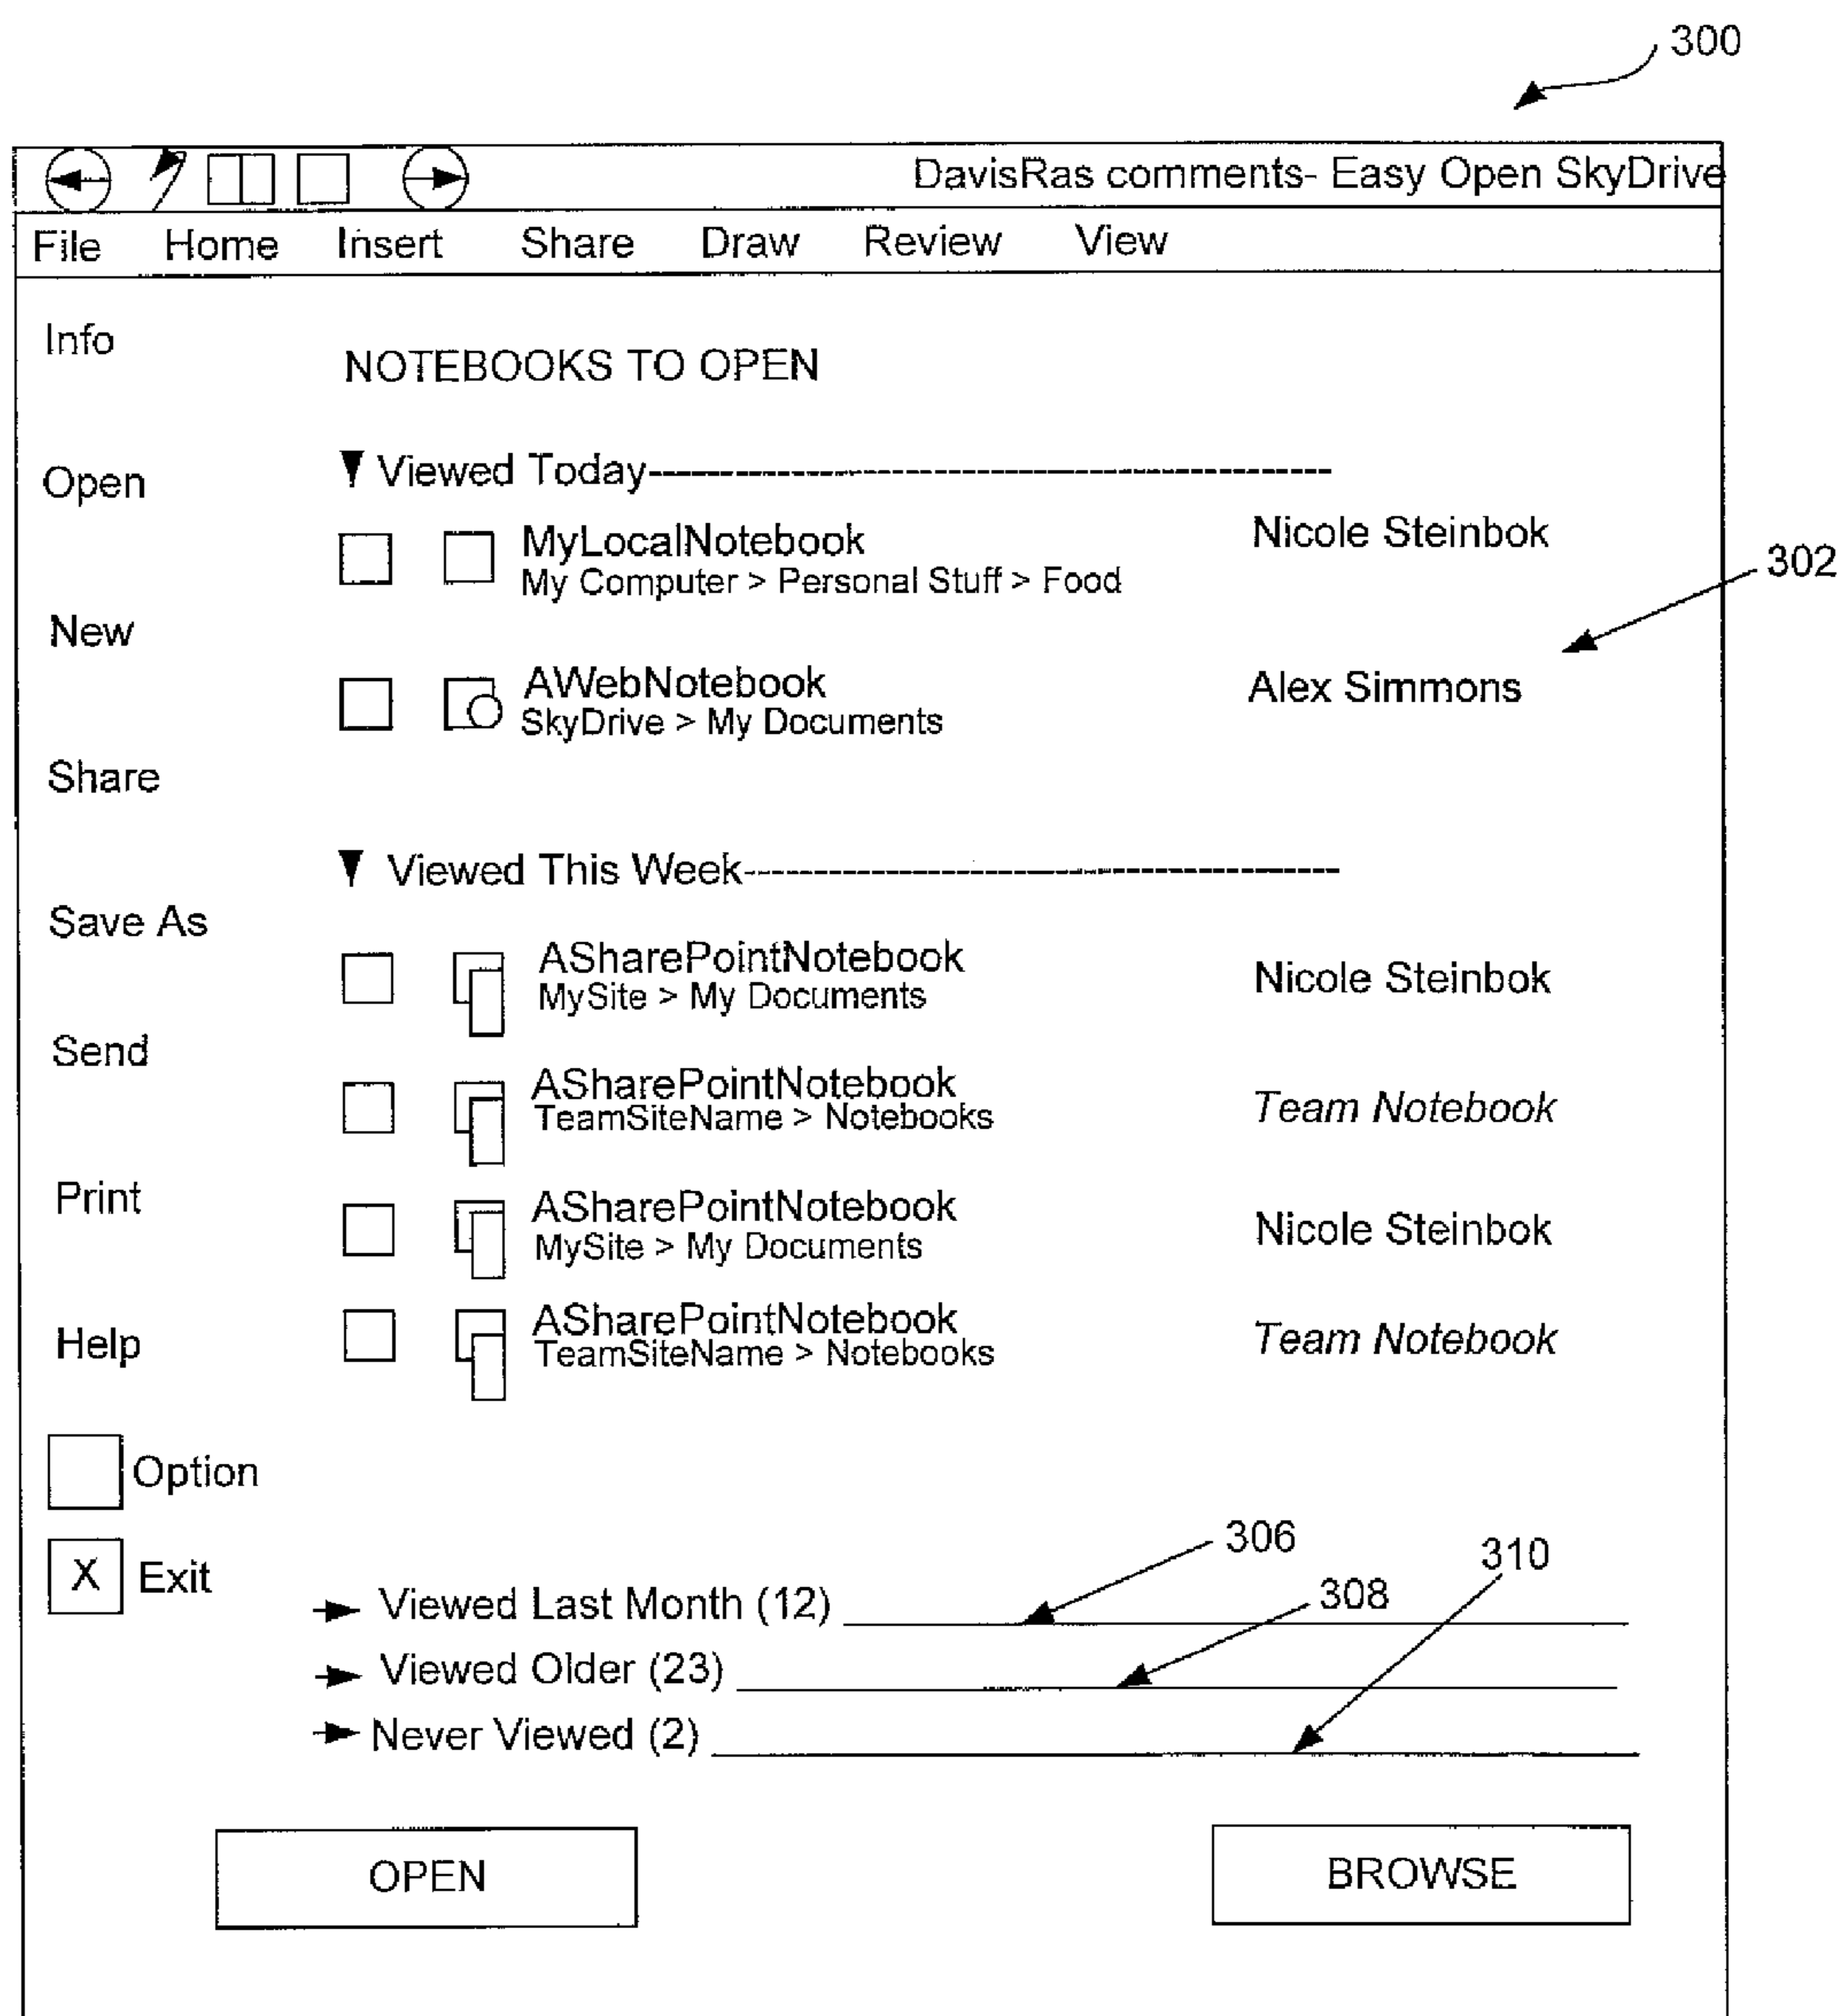 300
DavisRas comments- Easy Open SkyDrive
File Home Insert Share Draw Review View
Info
NOTEBOOKS TO OPEN
Open
Viewed Today
MyLocalNotebook
My Computer > Personal Stuff > Food
Nicole Steinbok
302
New
AWebNotebook
SkyDrive > My Documents
Alex Simmons
Share
Viewed This Week
Save As
ASharePointNotebook
MySite > My Documents
Nicole Steinbok
Send
ASharePointNotebook
TeamSiteName > Notebooks
Team Notebook
Print
ASharePointNotebook
MySite > My Documents
Nicole Steinbok
Help
ASharePointNotebook
TeamSiteName > Notebooks
Team Notebook
Option
X Exit
306
310
308
Viewed Last Month (12)
Viewed Older (23)
Never Viewed (2)
OPEN
BROWSE